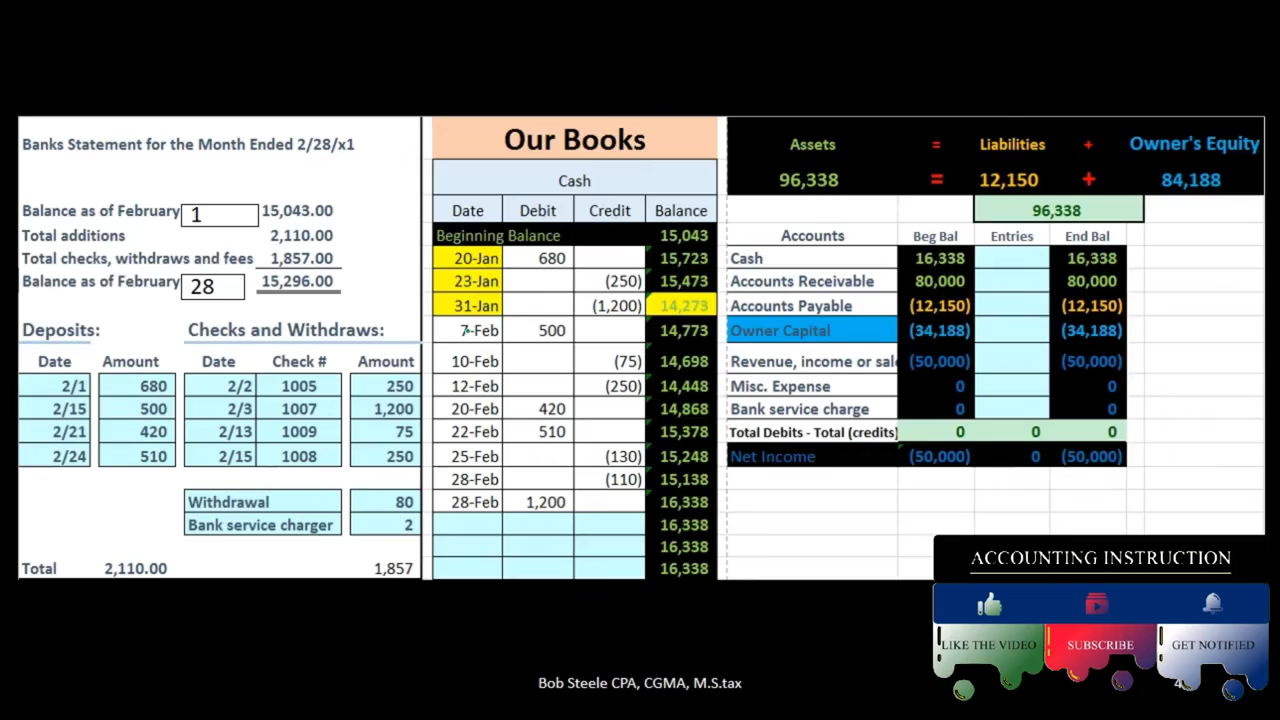 Banks Statement for the Month Ended 2/28/x1
Balance as of February 1 15,043.00
Total additions 2,110.00
Total checks, withdraws and fees 1,857.00
Balance as of February 28 15,296.00
Deposits: Checks and Withdraws:
Date Amount Date Check # Amount
2/1 680 2/2 1005 250
2/15 500 2/3 1007 1,200
2/21 420 2/13 1009 75
2/24 510 2/15 1008 250
Withdrawal 80
Bank service charger 2
Total 2,110.00 1,857
Our Books
Cash
Date Debit Credit Balance
Beginning Balance 15,043
20-Jan 680 15,723
23-Jan (250) 15,473
31-Jan (1,200) 14,273
7-Feb 500 14,773
10-Feb (75) 14,698
12-Feb (250) 14,448
20-Feb 420 14,868
22-Feb 510 15,378
25-Feb (130) 15,248
28-Feb (110) 15,138
28-Feb 1,200 16,338
16,338
16,338
16,338
Assets = Liabilities + Owner's Equity
96,338 = 12,150 + 84,188
96,338
Accounts Beg Bal Entries End Bal
Cash 16,338 16,338
Accounts Receivable 80,000 80,000
Accounts Payable (12,150) (12,150)
Owner Capital (34,188) (34,188)
Revenue, income or sal (50,000) (50,000)
Misc. Expense 0 0
Bank service charge 0 0
Total Debits - Total (credits) 0 0 0
Net Income (50,000) 0 (50,000)
ACCOUNTING INSTRUCTION
LIKE THE VIDEO SUBSCRIBE GET NOTIFIED
Bob Steele CPA, CGMA, M.S.tax